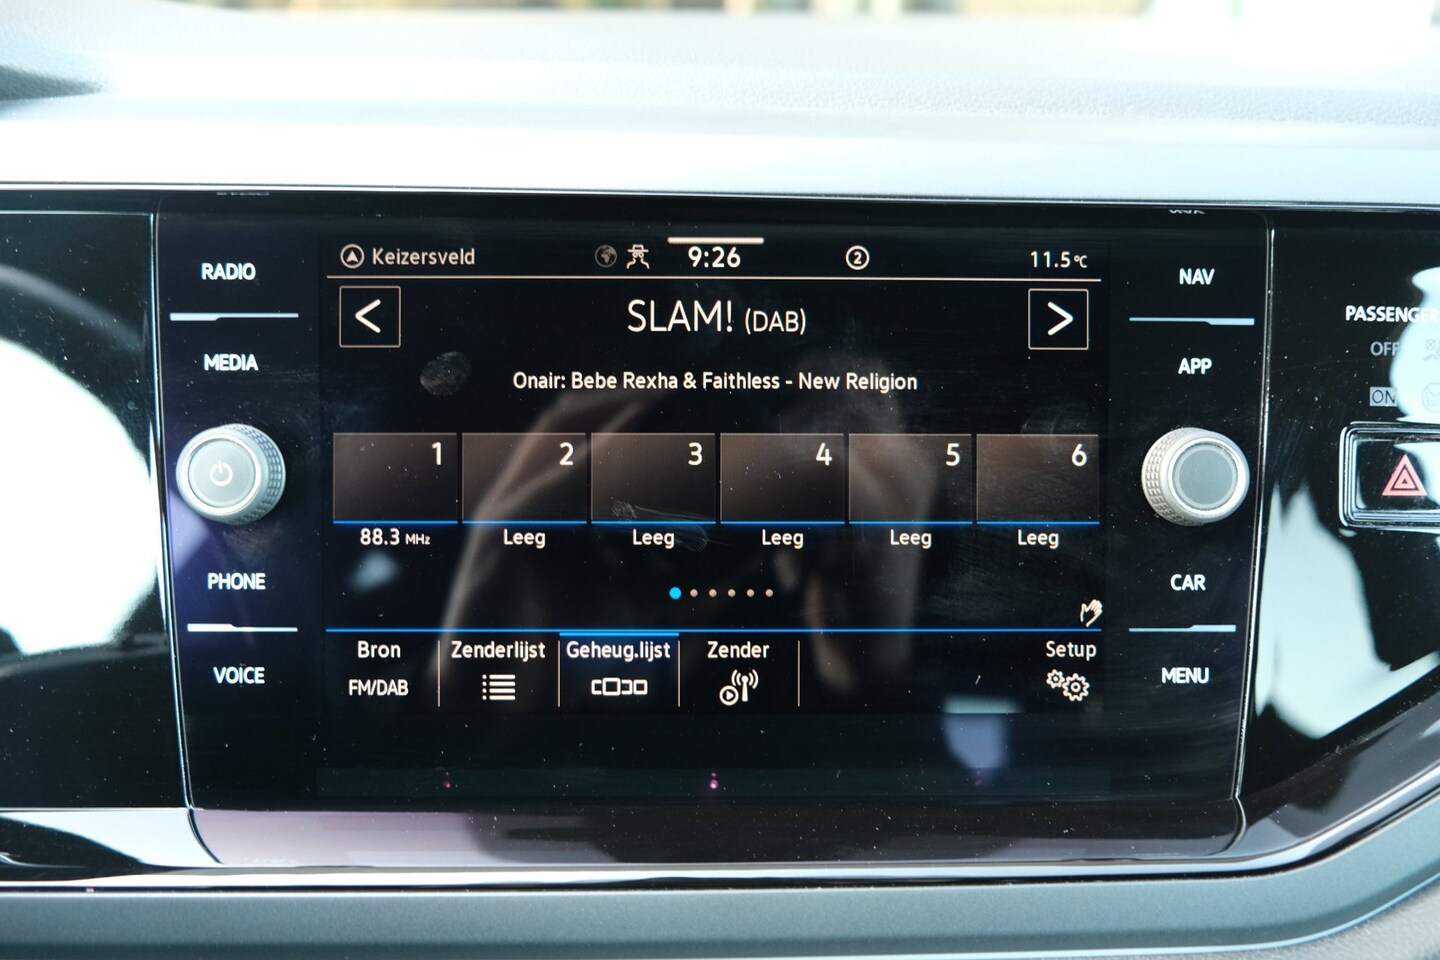 RADIO
MEDIA
PHONE
VOICE
Keizersveld
9:26
2
11.5°C
<
SLAM! (DAB)
>
Onair: Bebe Rexha & Faithless - New Religion
1 2 3 4 5 6
88.3 MHz Leeg Leeg Leeg Leeg Leeg
Bron Zenderlijst Geheug.lijst Zender Setup
FM/DAB
NAV
APP
CAR
MENU
PASSENGER
OFF
ON